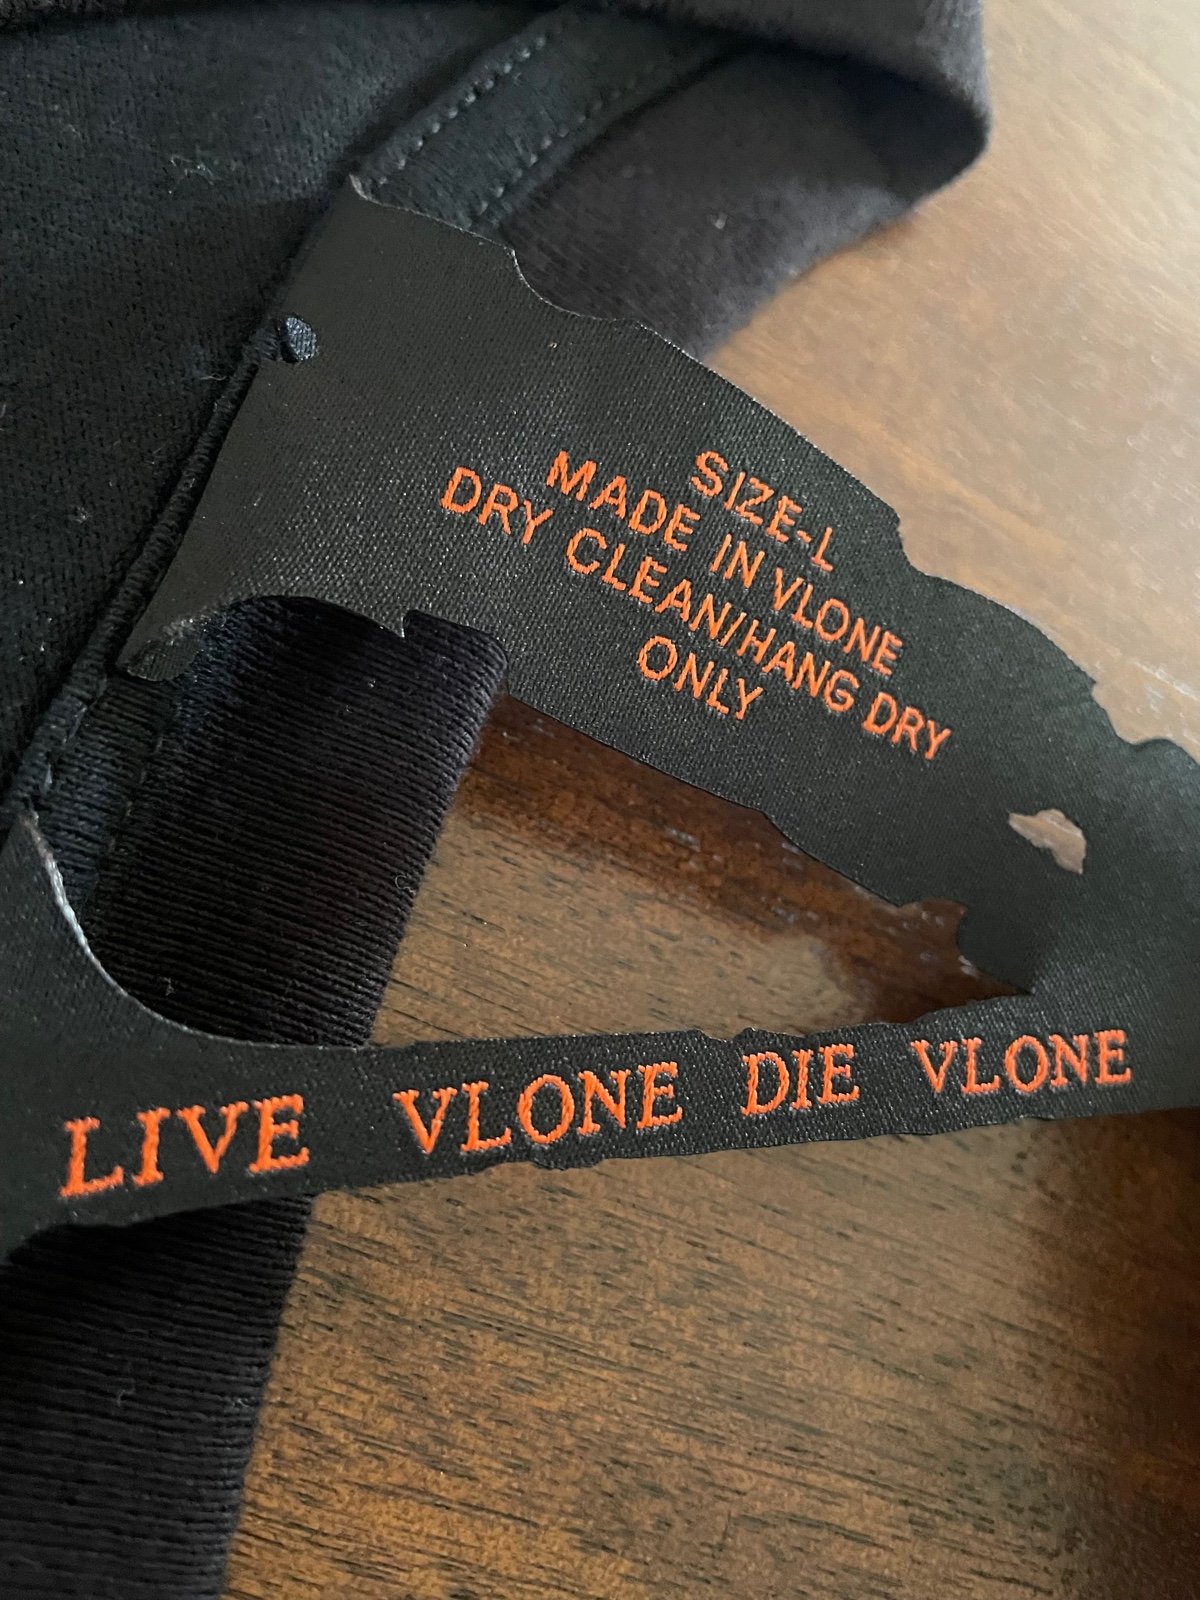 SIZE-L
MADE IN VLONE
DRY CLEAN/HANG DRY
ONLY
LIVE VLONE DIE VLONE